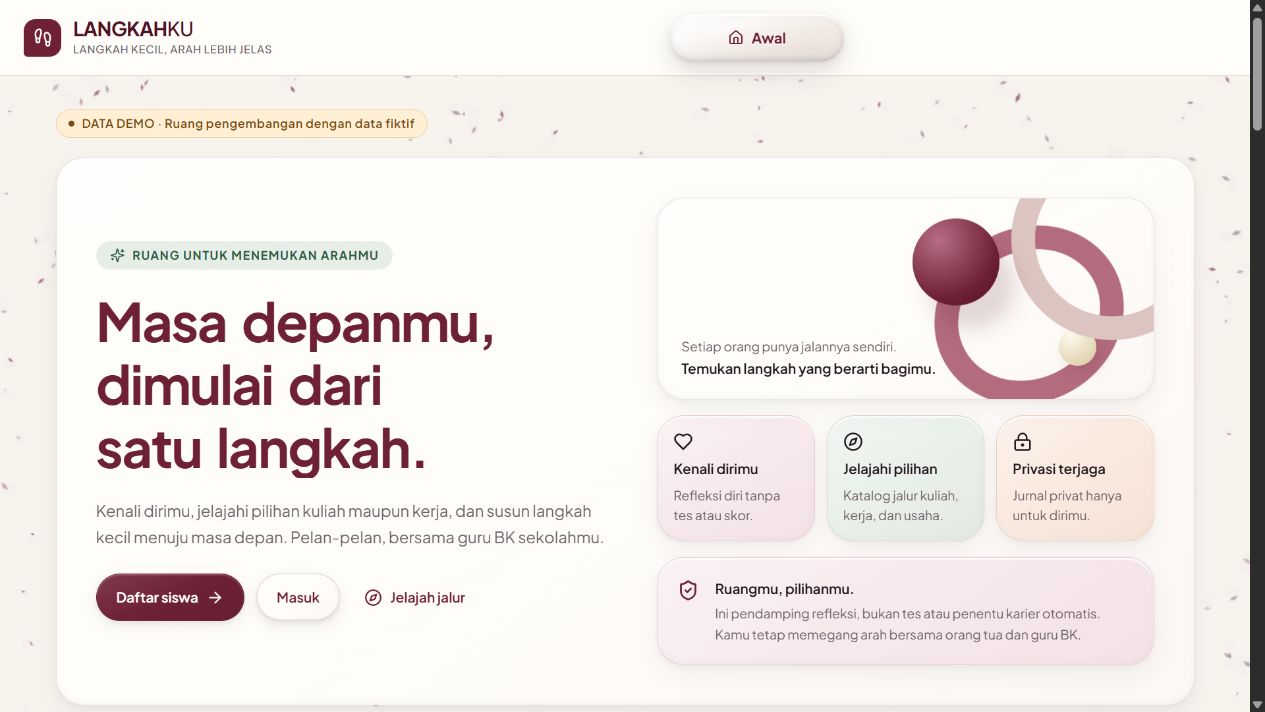 LANGKAHKU
LANGKAH KECIL, ARAH LEBIH JELAS
Awal
DATA DEMO · Ruang pengembangan dengan data fiktif
RUANG UNTUK MENEMUKAN ARAHMU
Masa depanmu,
dimulai dari
satu langkah.
Kenali dirimu, jelajahi pilihan kuliah maupun kerja, dan susun langkah
kecil menuju masa depan. Pelan-pelan, bersama guru BK sekolahmu.
Daftar siswa
Masuk
Jelajah jalur
Setiap orang punya jalannya sendiri.
Temukan langkah yang berarti bagimu.
Kenali dirimu
Refleksi diri tanpa
tes atau skor.
Jelajahi pilihan
Katalog jalur kuliah,
kerja, dan usaha.
Privasi terjaga
Jurnal privat hanya
untuk dirimu.
Ruangmu, pilihanmu.
Ini pendamping refleksi, bukan tes atau penentu karier otomatis.
Kamu tetap memegang arah bersama orang tua dan guru BK.